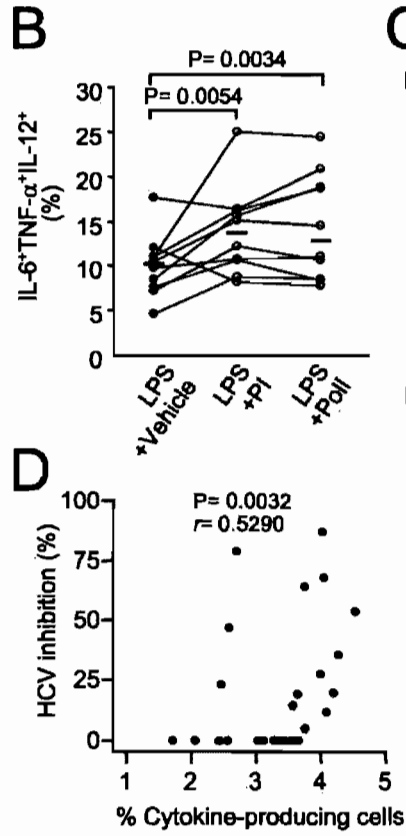 B
C
P= 0.0034
P= 0.0054
IL-6⁺TNF-α⁺IL-12⁺
(%)
30
25
20
15
10
5
0
LPS
+Vehicle
LPS
+PI
LPS
+PolI
D
P= 0.0032
r= 0.5290
HCV inhibition (%)
100
75
50
25
0
1 2 3 4 5
% Cytokine-producing cells